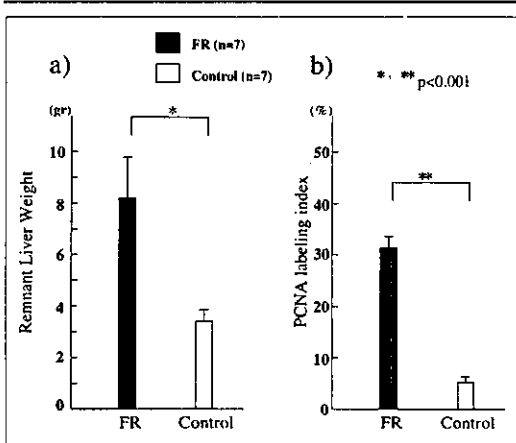 FR (n=7)
Control (n=7)
a)
(gr)
*
10
8
6
4
2
0
Remnant Liver Weight
FR Control
b)
*, ** p<0.001
(%)
**
50
40
30
20
10
0
PCNA labeling index
FR Control